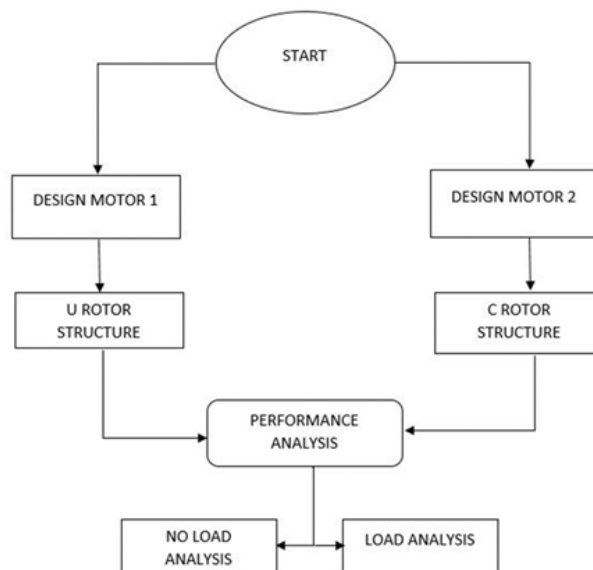 START
DESIGN MOTOR 1
DESIGN MOTOR 2
U ROTOR
STRUCTURE
C ROTOR
STRUCTURE
PERFORMANCE
ANALYSIS
NO LOAD
ANALYSIS
LOAD ANALYSIS